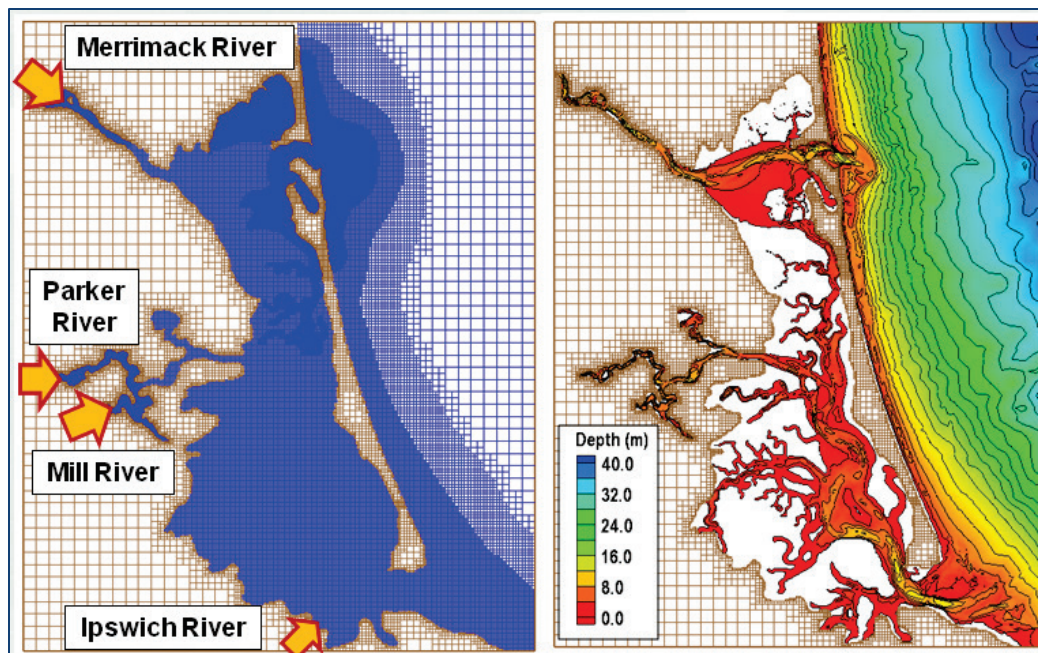 Merrimack River
Parker
River
Mill River
Ipswich River
Depth (m)
40.0
32.0
24.0
16.0
8.0
0.0